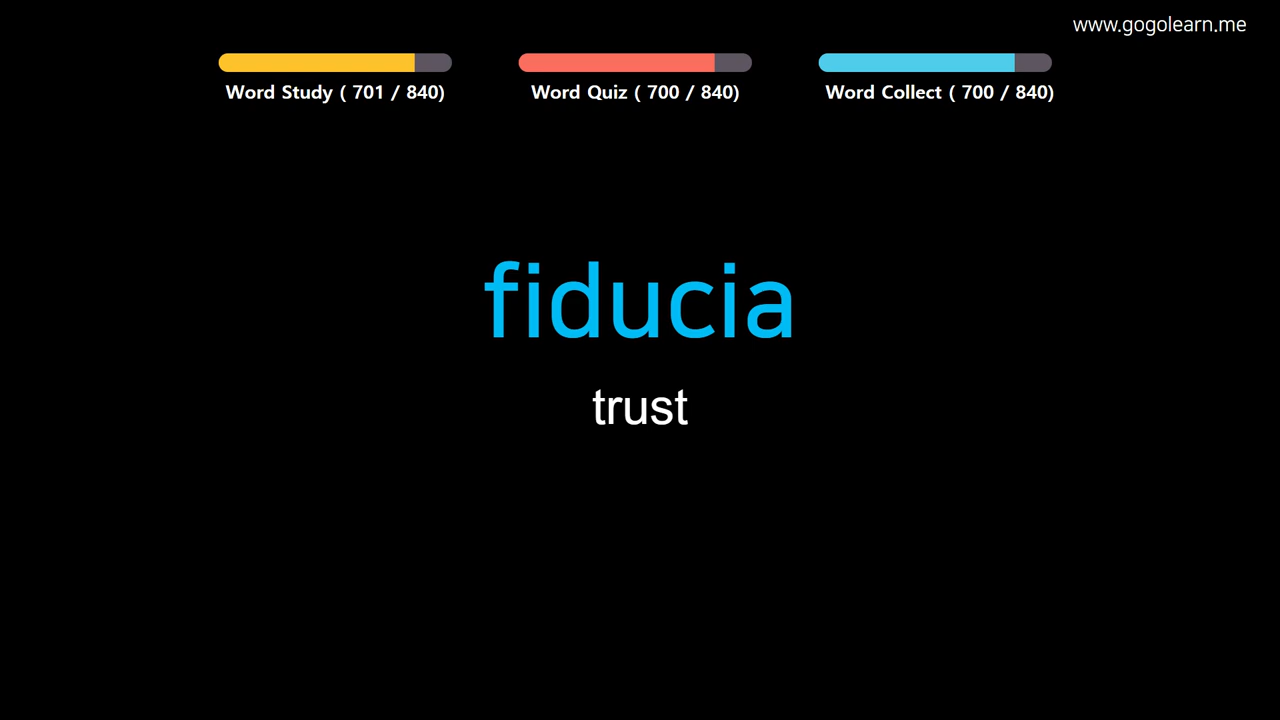 www.gogolearn.me
Word Study ( 701 / 840)
Word Quiz ( 700 / 840)
Word Collect ( 700 / 840)
fiducia
trust